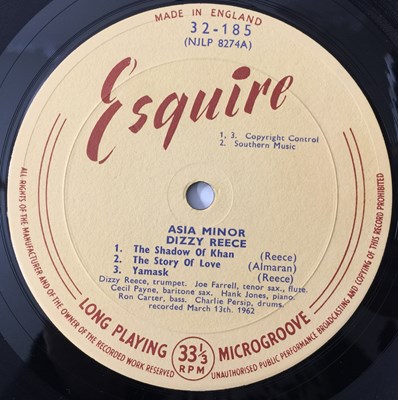 MADE IN ENGLAND
32-185
(NJLP 8274A)
Esquire
1, 3. Copyright Control
2. Southern Music
ASIA MINOR
DIZZY REECE
1. The Shadow Of Khan (Reece)
2. The Story Of Love (Almaran)
3. Yamask (Reece)
Dizzy Reece, trumpet. Joe Farrell, tenor sax., flute.
Cecil Payne, baritone sax. Hank Jones, piano.
Ron Carter, bass. Charlie Persip, drums.
recorded March 13th. 1962
LONG PLAYING 33⅓ RPM MICROGROOVE
ALL RIGHTS OF THE MANUFACTURER AND OF THE OWNER OF THE RECORDED WORK RESERVED
UNAUTHORISED PUBLIC PERFORMANCE BROADCASTING AND COPYING OF THIS RECORD PROHIBITED